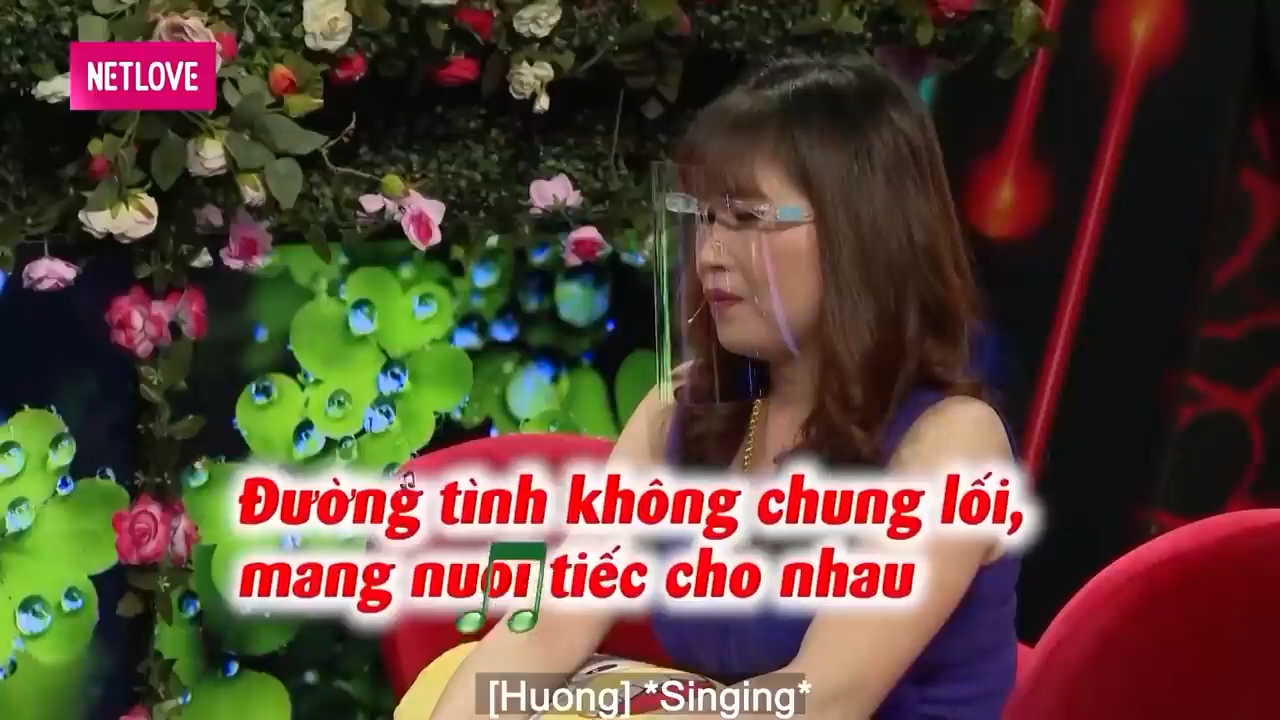 NETLOVE
Đường tình không chung lối,
mang nuối tiếc cho nhau
[Huong] *Singing*